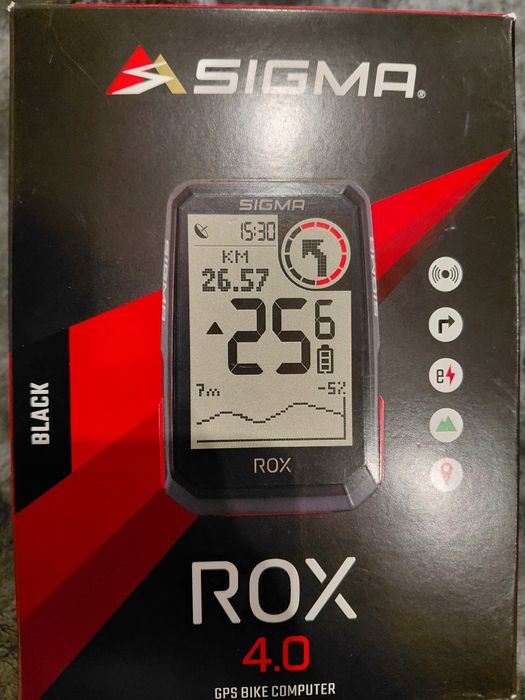 SIGMA®
SIGMA
15:30
KM
26.57
25 6
7m -5%
ROX
SIGMA
BLACK
e
ROX
4.0
GPS BIKE COMPUTER